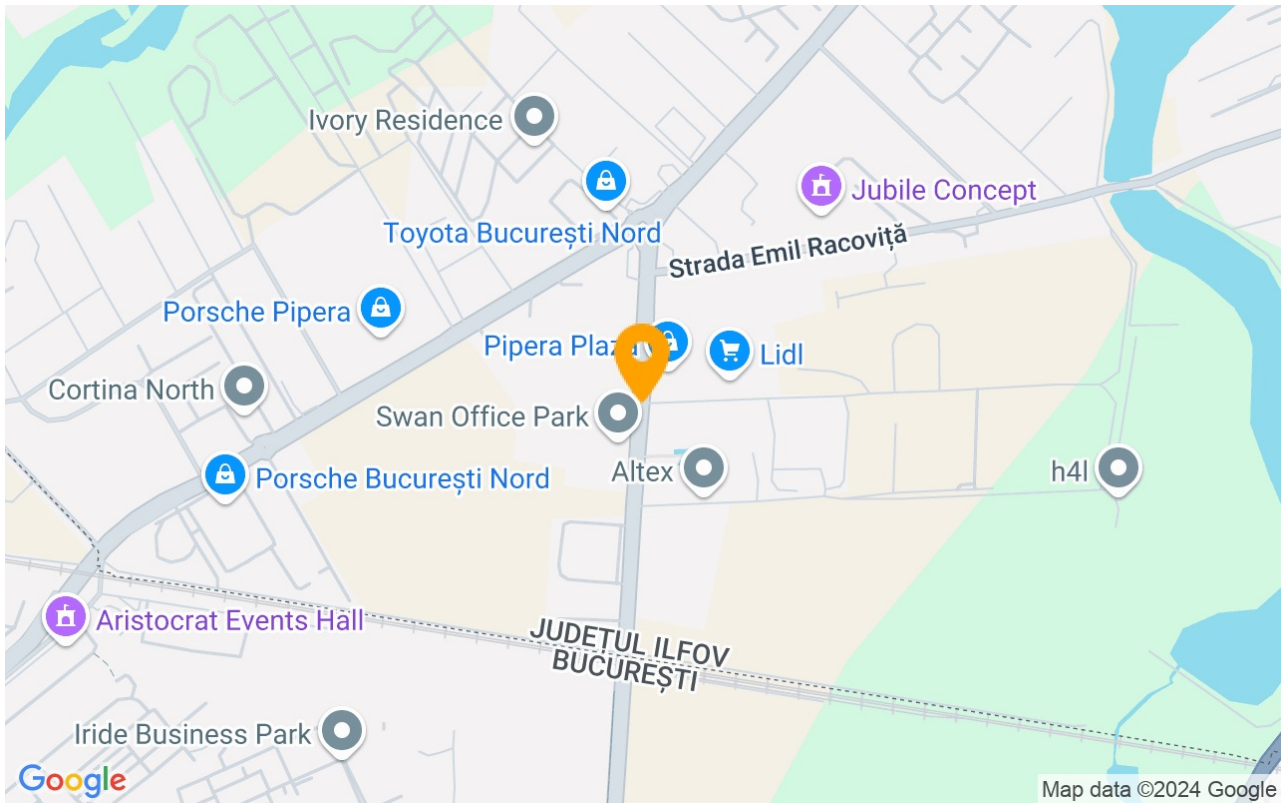 Ivory Residence
Jubile Concept
Toyota București Nord
Strada Emil Racoviță
Porsche Pipera
Pipera Plaza
Lidl
Cortina North
Swan Office Park
Altex
h4l
Porsche București Nord
Aristocrat Events Hall
JUDEȚUL ILFOV
BUCUREȘTI
Iride Business Park
Google
Map data ©2024 Google